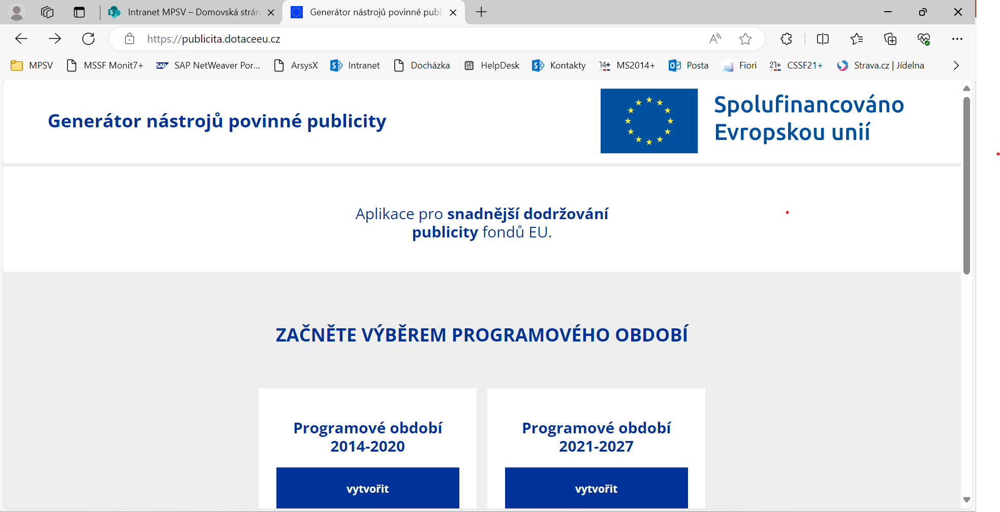 Intranet MPSV – Domovská strán
Generátor nástrojů povinné publi
https://publicita.dotaceeu.cz
MPSV
MSSF Monit7+
SAP NetWeaver Por...
ArsysX
Intranet
Docházka
HelpDesk
Kontakty
14+ MS2014+
Posta
Fiori
21+ CSSF21+
Strava.cz | Jídelna
Generátor nástrojů povinné publicity
Spolufinancováno
Evropskou unií
Aplikace pro snadnější dodržování
publicity fondů EU.
ZAČNĚTE VÝBĚREM PROGRAMOVÉHO OBDOBÍ
Programové období
2014-2020
vytvořit
Programové období
2021-2027
vytvořit